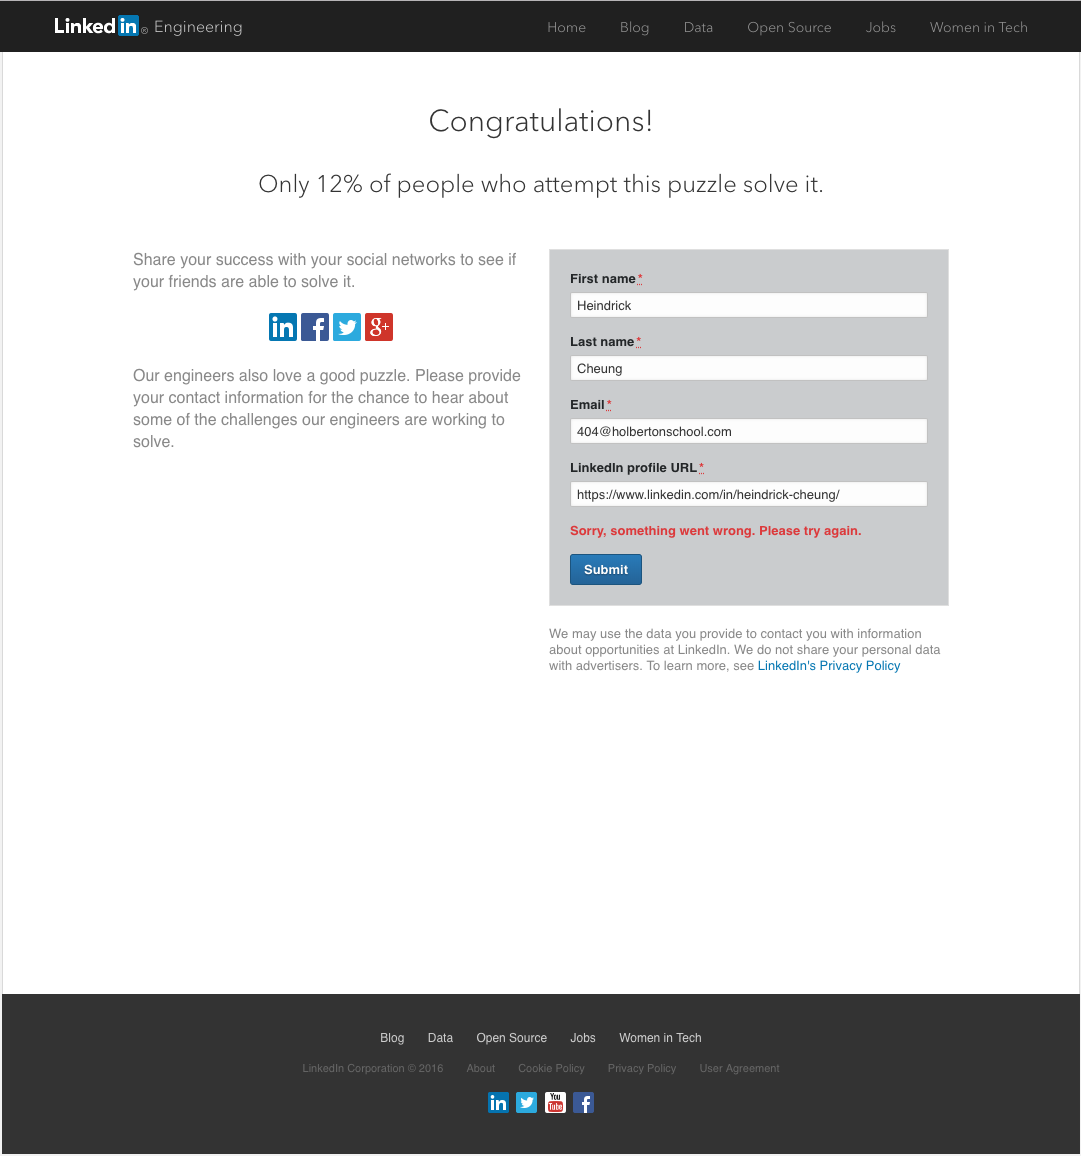 Linked in ® Engineering
Home Blog Data Open Source Jobs Women in Tech
Congratulations!
Only 12% of people who attempt this puzzle solve it.
Share your success with your social networks to see if
your friends are able to solve it.
in f g+
Our engineers also love a good puzzle. Please provide
your contact information for the chance to hear about
some of the challenges our engineers are working to
solve.
First name*
Heindrick
Last name*
Cheung
Email*
404@holbertonschool.com
LinkedIn profile URL*
https://www.linkedin.com/in/heindrick-cheung/
Sorry, something went wrong. Please try again.
Submit
We may use the data you provide to contact you with information
about opportunities at LinkedIn. We do not share your personal data
with advertisers. To learn more, see LinkedIn's Privacy Policy
Blog Data Open Source Jobs Women in Tech
LinkedIn Corporation © 2016 About Cookie Policy Privacy Policy User Agreement
in You Tube f